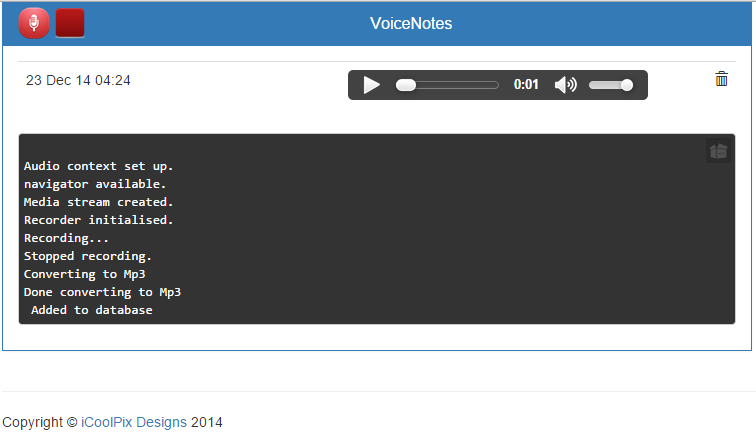 VoiceNotes
23 Dec 14 04:24
0:01
Audio context set up.
navigator available.
Media stream created.
Recorder initialised.
Recording...
Stopped recording.
Converting to Mp3
Done converting to Mp3
Added to database
Copyright © iCoolPix Designs 2014